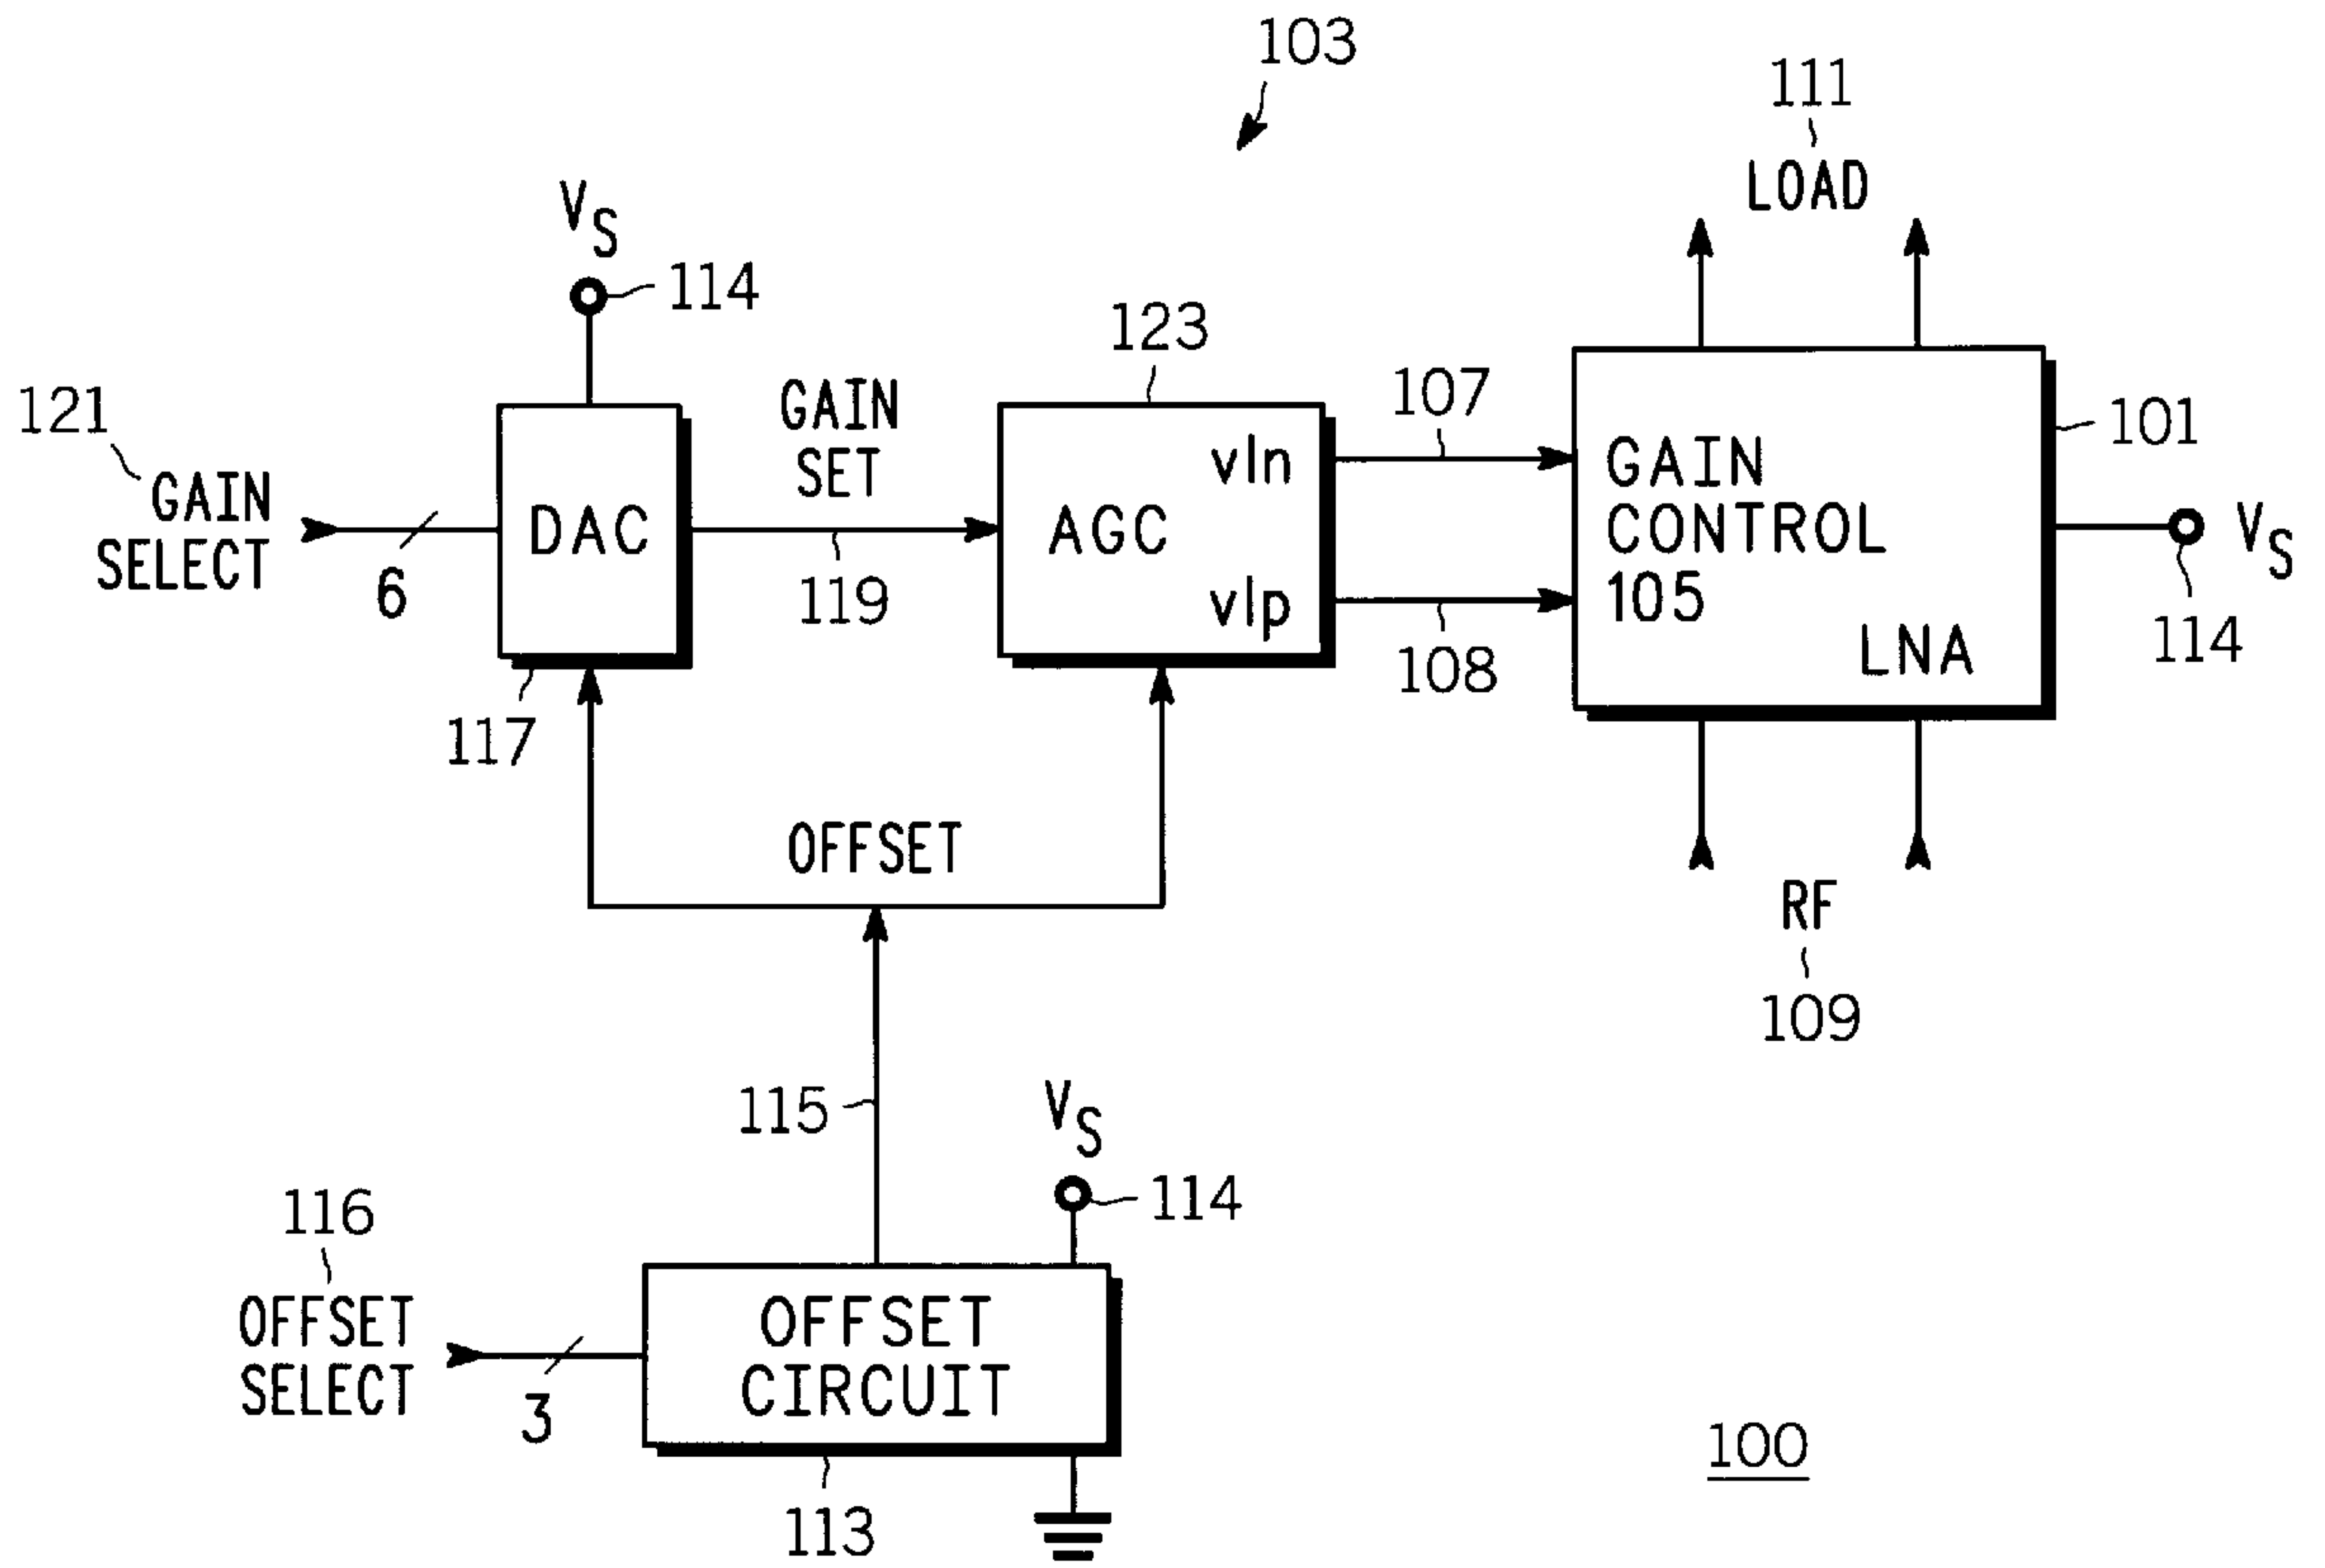 103
111
LOAD
VS
114
123
121
GAIN
SELECT
6
DAC
117
GAIN
SET
119
AGC
vln
vlp
107
108
GAIN
CONTROL
105
LNA
101
VS
114
RF
109
OFFSET
115
VS
114
116
OFFSET
SELECT
3
OFFSET
CIRCUIT
113
100